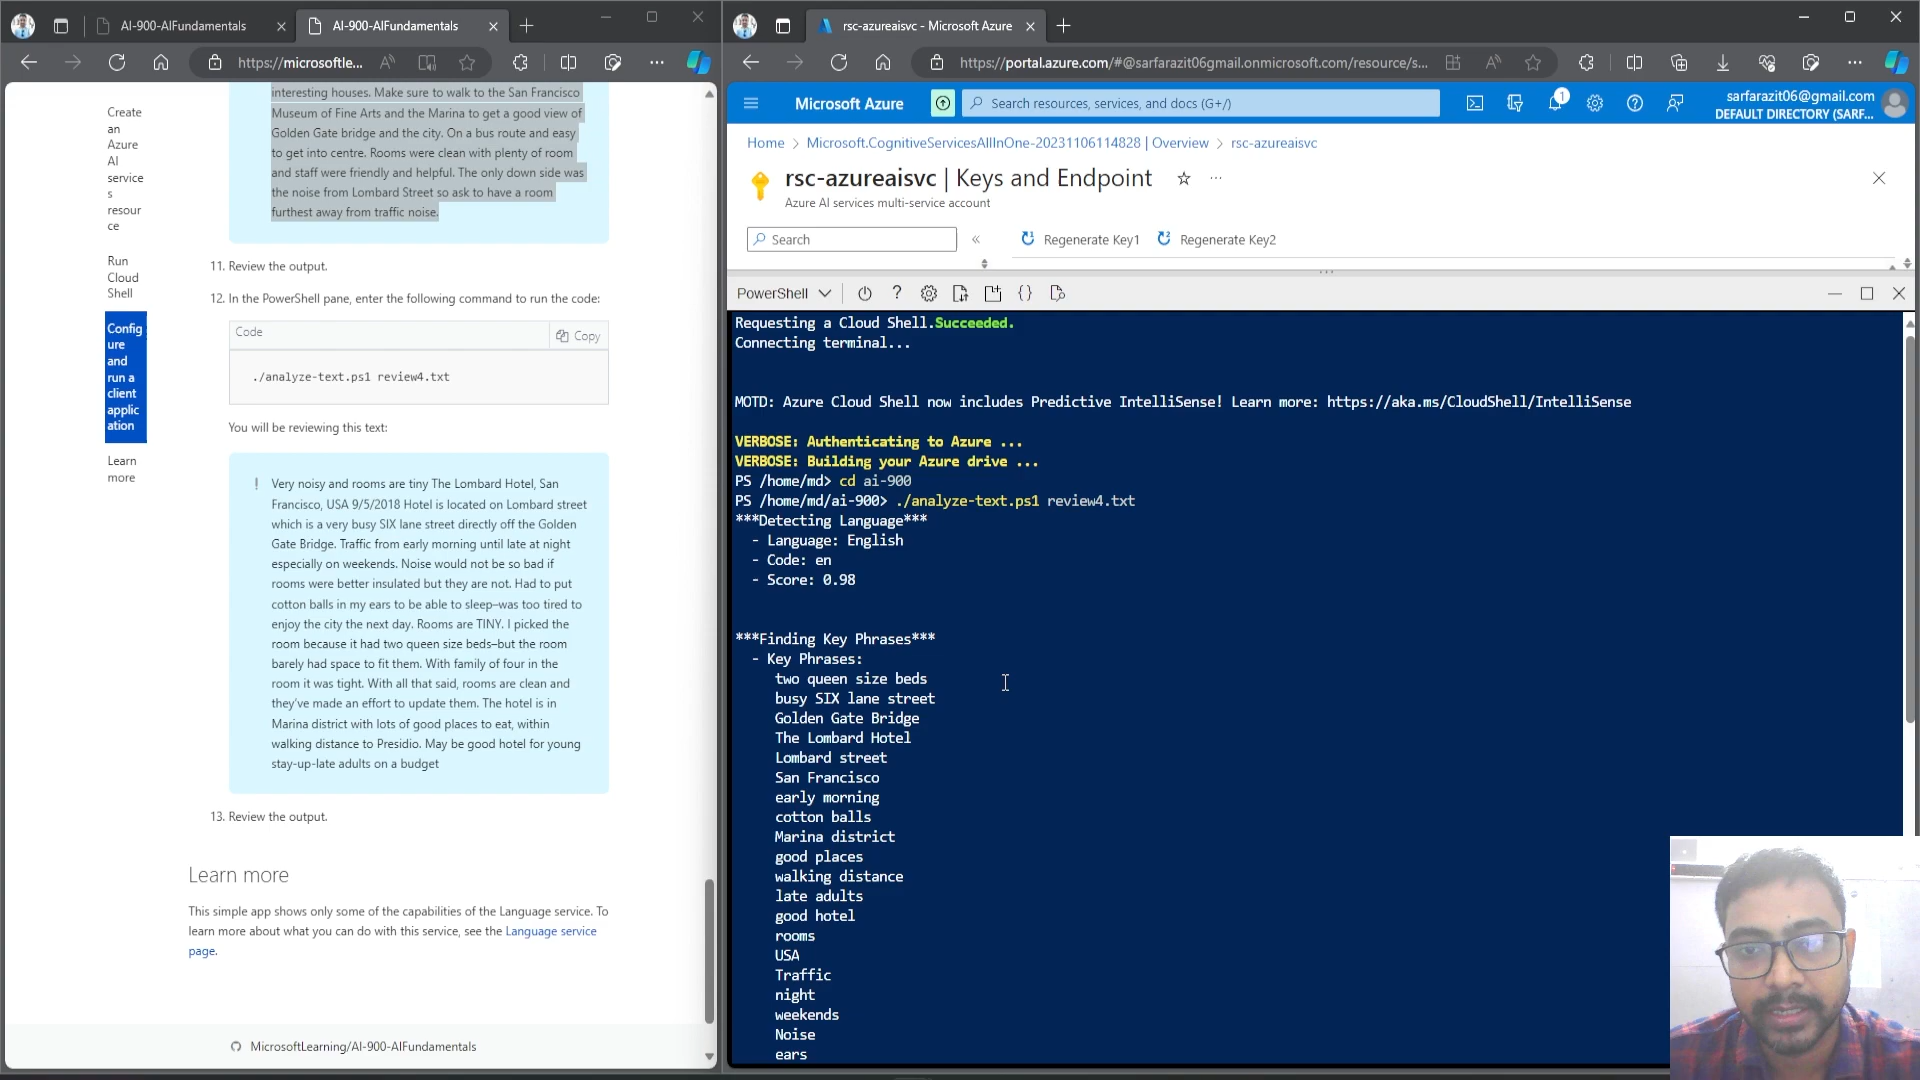 AI-900-AIFundamentals
AI-900-AIFundamentals
https://microsoftle...
Create
an
Azure
AI
service
s
resour
ce
Run
Cloud
Shell
Config
ure
and
run a
client
applic
ation
Learn
more
interesting houses. Make sure to walk to the San Francisco
Museum of Fine Arts and the Marina to get a good view of
Golden Gate bridge and the city. On a bus route and easy
to get into centre. Rooms were clean with plenty of room
and staff were friendly and helpful. The only down side was
the noise from Lombard Street so ask to have a room
furthest away from traffic noise.
11. Review the output.
12. In the PowerShell pane, enter the following command to run the code:
Code
Copy
./analyze-text.ps1 review4.txt
You will be reviewing this text:
! Very noisy and rooms are tiny The Lombard Hotel, San
Francisco, USA 9/5/2018 Hotel is located on Lombard street
which is a very busy SIX lane street directly off the Golden
Gate Bridge. Traffic from early morning until late at night
especially on weekends. Noise would not be so bad if
rooms were better insulated but they are not. Had to put
cotton balls in my ears to be able to sleep–was too tired to
enjoy the city the next day. Rooms are TINY. I picked the
room because it had two queen size beds–but the room
barely had space to fit them. With family of four in the
room it was tight. With all that said, rooms are clean and
they've made an effort to update them. The hotel is in
Marina district with lots of good places to eat, within
walking distance to Presidio. May be good hotel for young
stay-up-late adults on a budget
13. Review the output.
Learn more
This simple app shows only some of the capabilities of the Language service. To
learn more about what you can do with this service, see the Language service
page.
MicrosoftLearning/AI-900-AIFundamentals
rsc-azureaisvc - Microsoft Azure
https://portal.azure.com/#@sarfarazit06gmail.onmicrosoft.com/resource/s...
Microsoft Azure
Search resources, services, and docs (G+/)
1
sarfarazit06@gmail.com
DEFAULT DIRECTORY (SARF...
Home > Microsoft.CognitiveServicesAllInOne-20231106114828 | Overview > rsc-azureaisvc
rsc-azureaisvc | Keys and Endpoint
Azure AI services multi-service account
Search
Regenerate Key1
Regenerate Key2
PowerShell
Requesting a Cloud Shell.Succeeded.
Connecting terminal...
MOTD: Azure Cloud Shell now includes Predictive IntelliSense! Learn more: https://aka.ms/CloudShell/IntelliSense
VERBOSE: Authenticating to Azure ...
VERBOSE: Building your Azure drive ...
PS /home/md> cd ai-900
PS /home/md/ai-900> ./analyze-text.ps1 review4.txt
***Detecting Language***
- Language: English
- Code: en
- Score: 0.98
***Finding Key Phrases***
- Key Phrases:
two queen size beds
busy SIX lane street
Golden Gate Bridge
The Lombard Hotel
Lombard street
San Francisco
early morning
cotton balls
Marina district
good places
walking distance
late adults
good hotel
rooms
USA
Traffic
night
weekends
Noise
ears